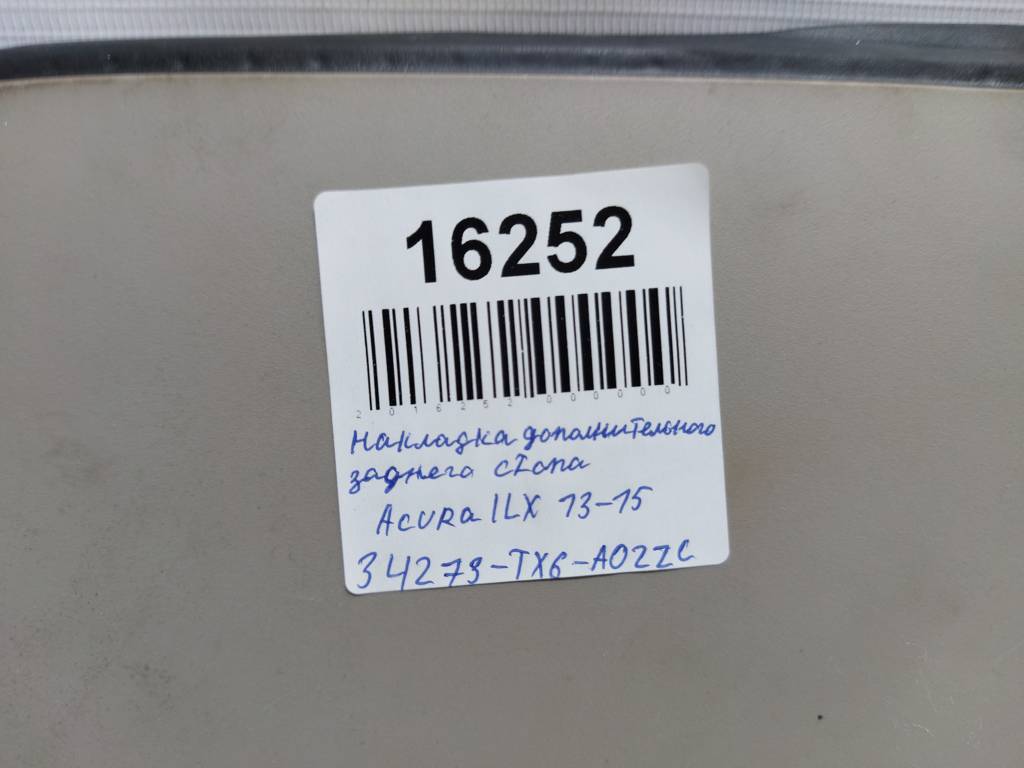 16252
2016252000000
Накладка дополнительного
заднего стопа
Acura ILX 13-15
34273-TX6-A02ZC